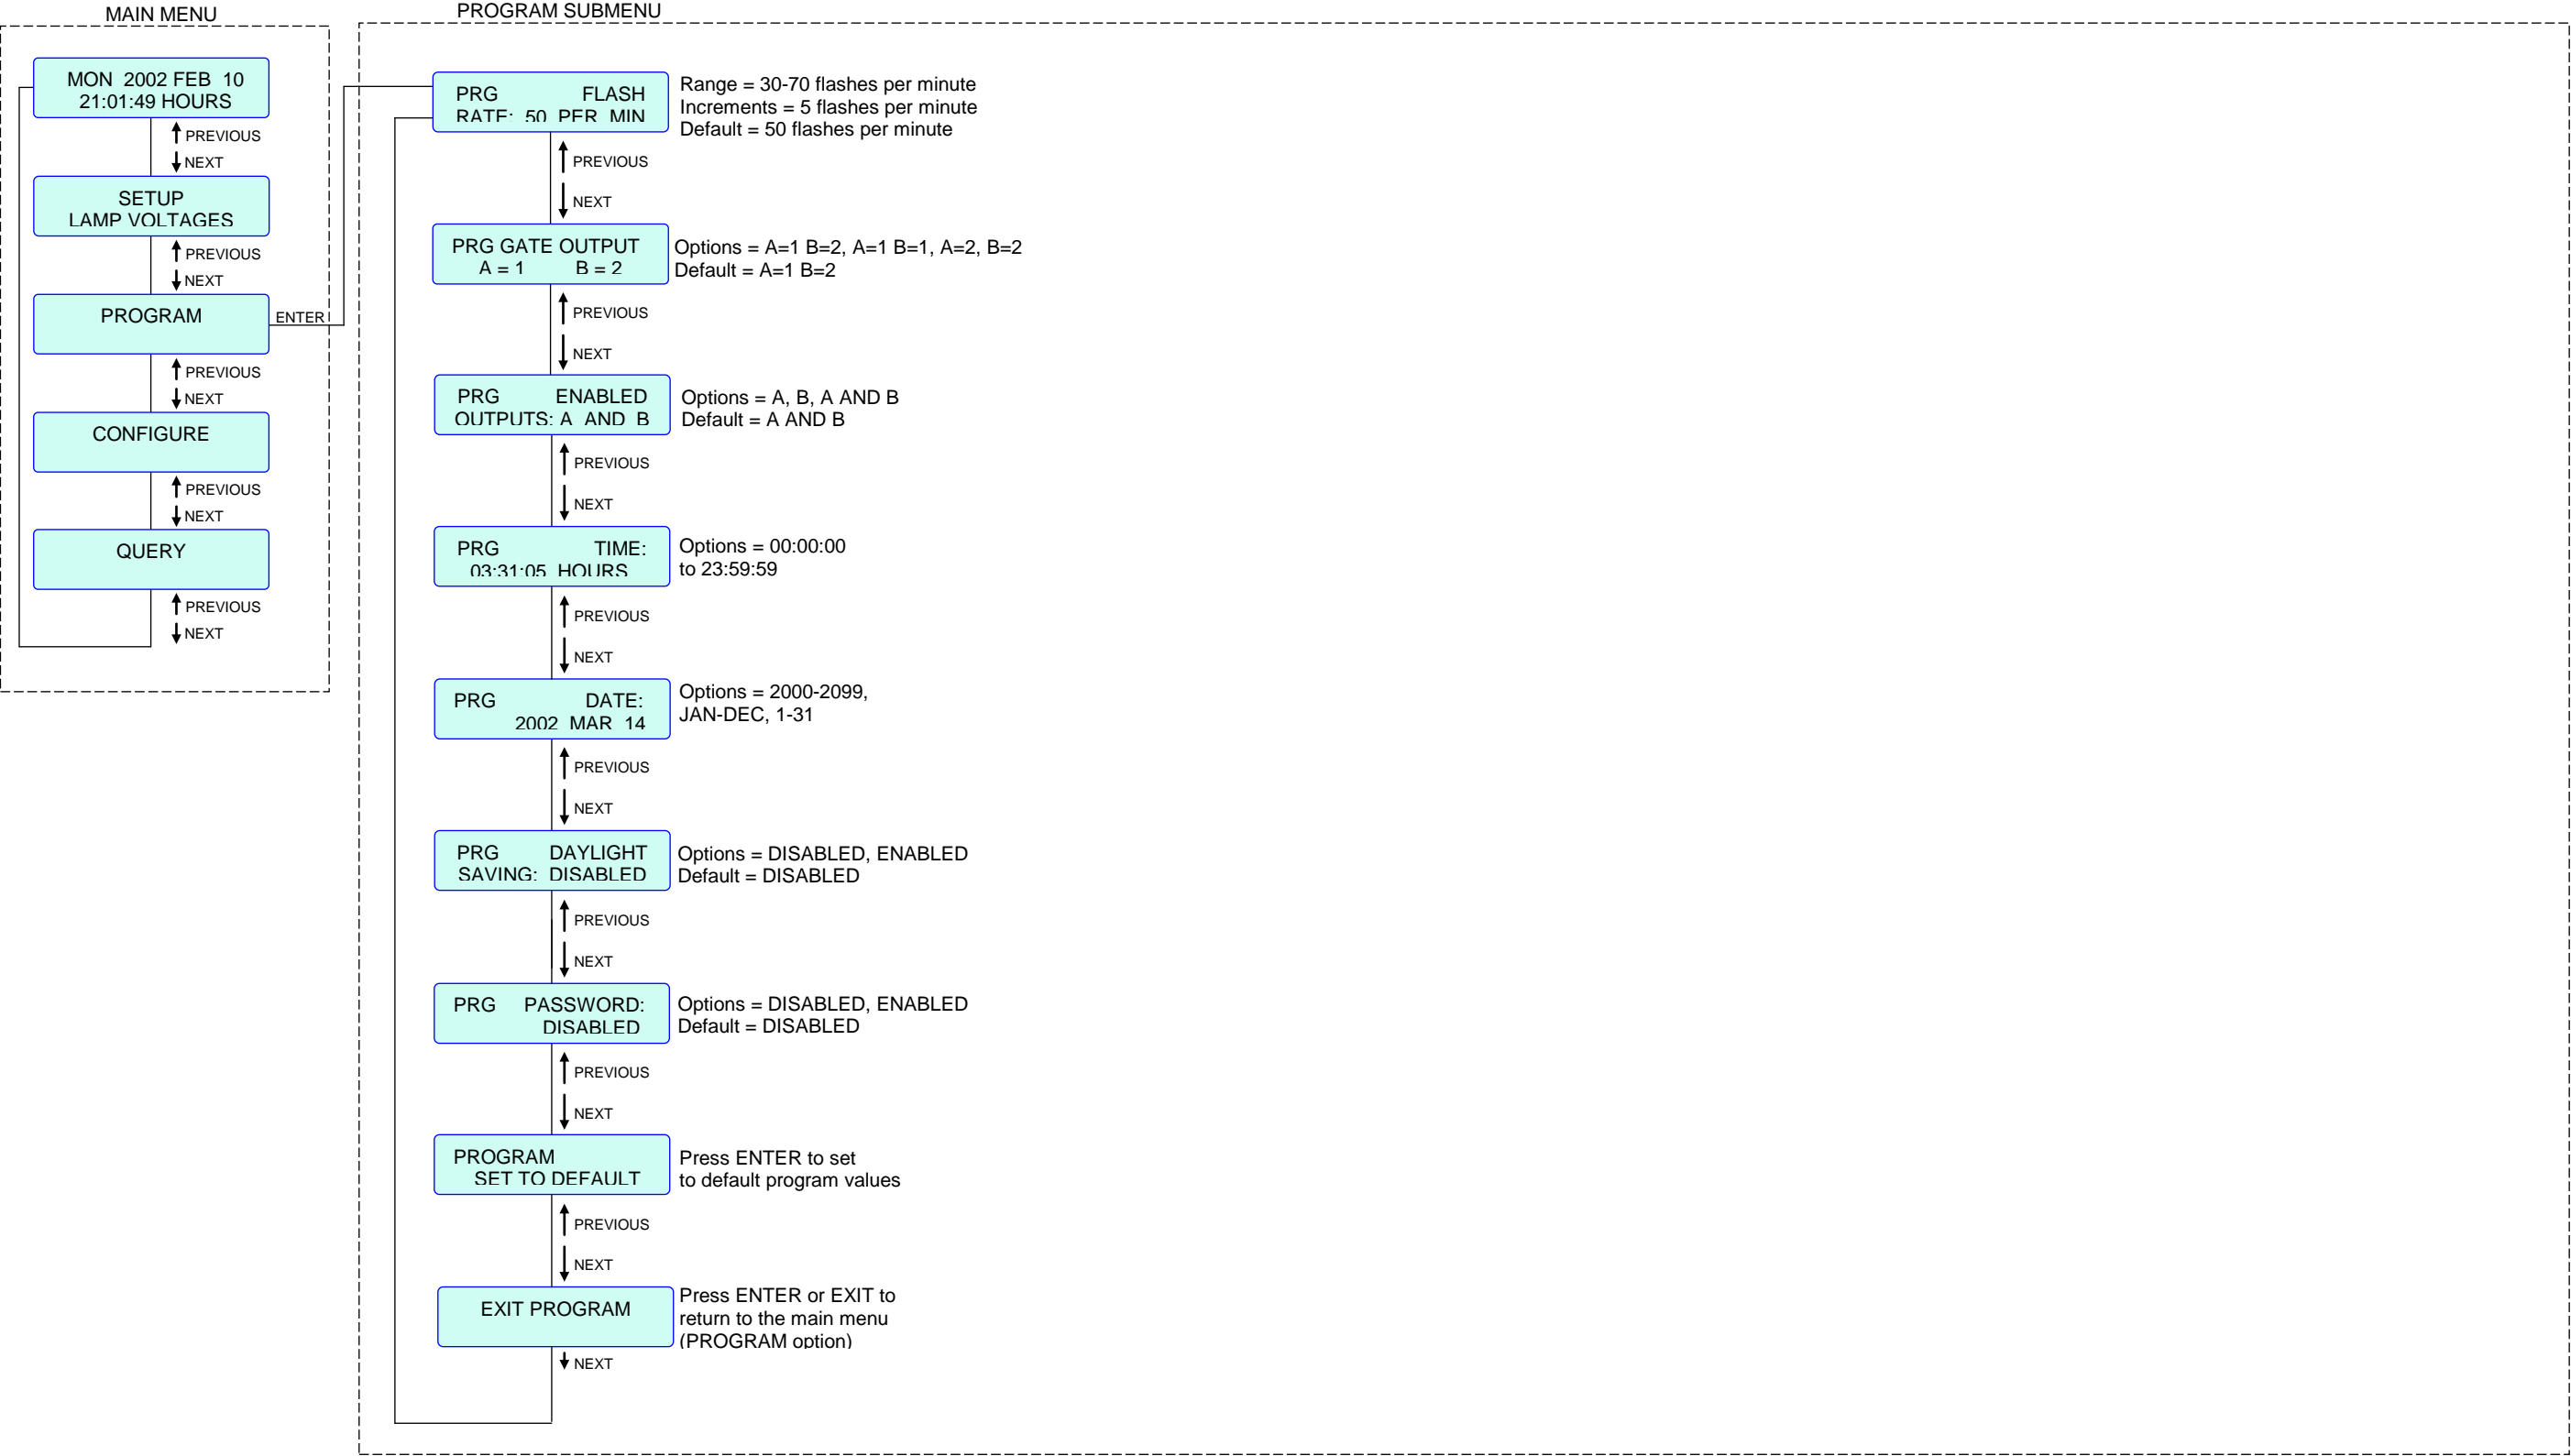 MAIN MENU
MON 2002 FEB 10
21:01:49 HOURS
PREVIOUS
NEXT
SETUP
LAMP VOLTAGES
PREVIOUS
NEXT
PROGRAM
ENTER
PREVIOUS
NEXT
CONFIGURE
PREVIOUS
NEXT
QUERY
PREVIOUS
NEXT
PROGRAM SUBMENU
PRG FLASH
RATE: 50 PER MIN
Range = 30-70 flashes per minute
Increments = 5 flashes per minute
Default = 50 flashes per minute
PREVIOUS
NEXT
PRG GATE OUTPUT
A = 1 B = 2
Options = A=1 B=2, A=1 B=1, A=2, B=2
Default = A=1 B=2
PREVIOUS
NEXT
PRG ENABLED
OUTPUTS: A AND B
Options = A, B, A AND B
Default = A AND B
PREVIOUS
NEXT
PRG TIME:
03:31:05 HOURS
Options = 00:00:00
to 23:59:59
PREVIOUS
NEXT
PRG DATE:
2002 MAR 14
Options = 2000-2099,
JAN-DEC, 1-31
PREVIOUS
NEXT
PRG DAYLIGHT
SAVING: DISABLED
Options = DISABLED, ENABLED
Default = DISABLED
PREVIOUS
NEXT
PRG PASSWORD:
DISABLED
Options = DISABLED, ENABLED
Default = DISABLED
PREVIOUS
NEXT
PROGRAM
SET TO DEFAULT
Press ENTER to set
to default program values
PREVIOUS
NEXT
EXIT PROGRAM
Press ENTER or EXIT to
return to the main menu
(PROGRAM option)
NEXT